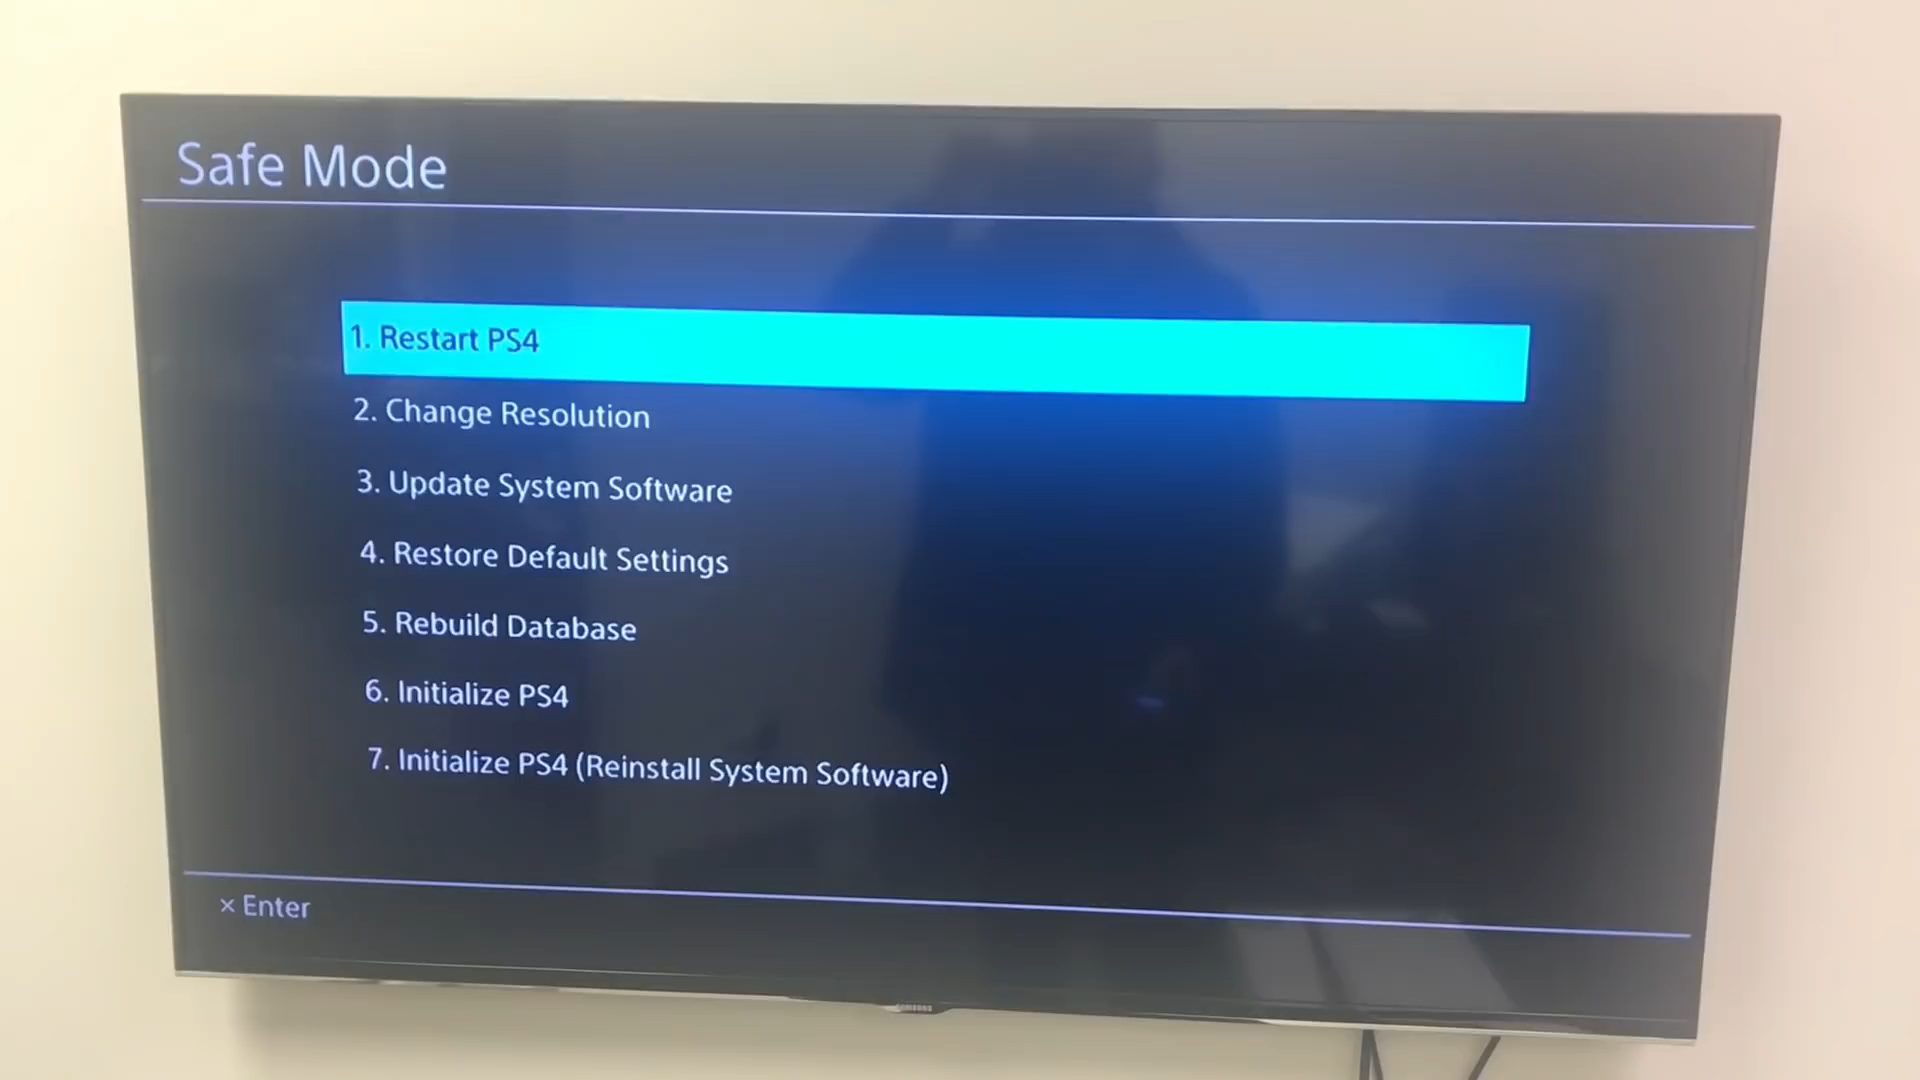 Safe Mode
1. Restart PS4
2. Change Resolution
3. Update System Software
4. Restore Default Settings
5. Rebuild Database
6. Initialize PS4
7. Initialize PS4 (Reinstall System Software)
× Enter
SAMSUNG